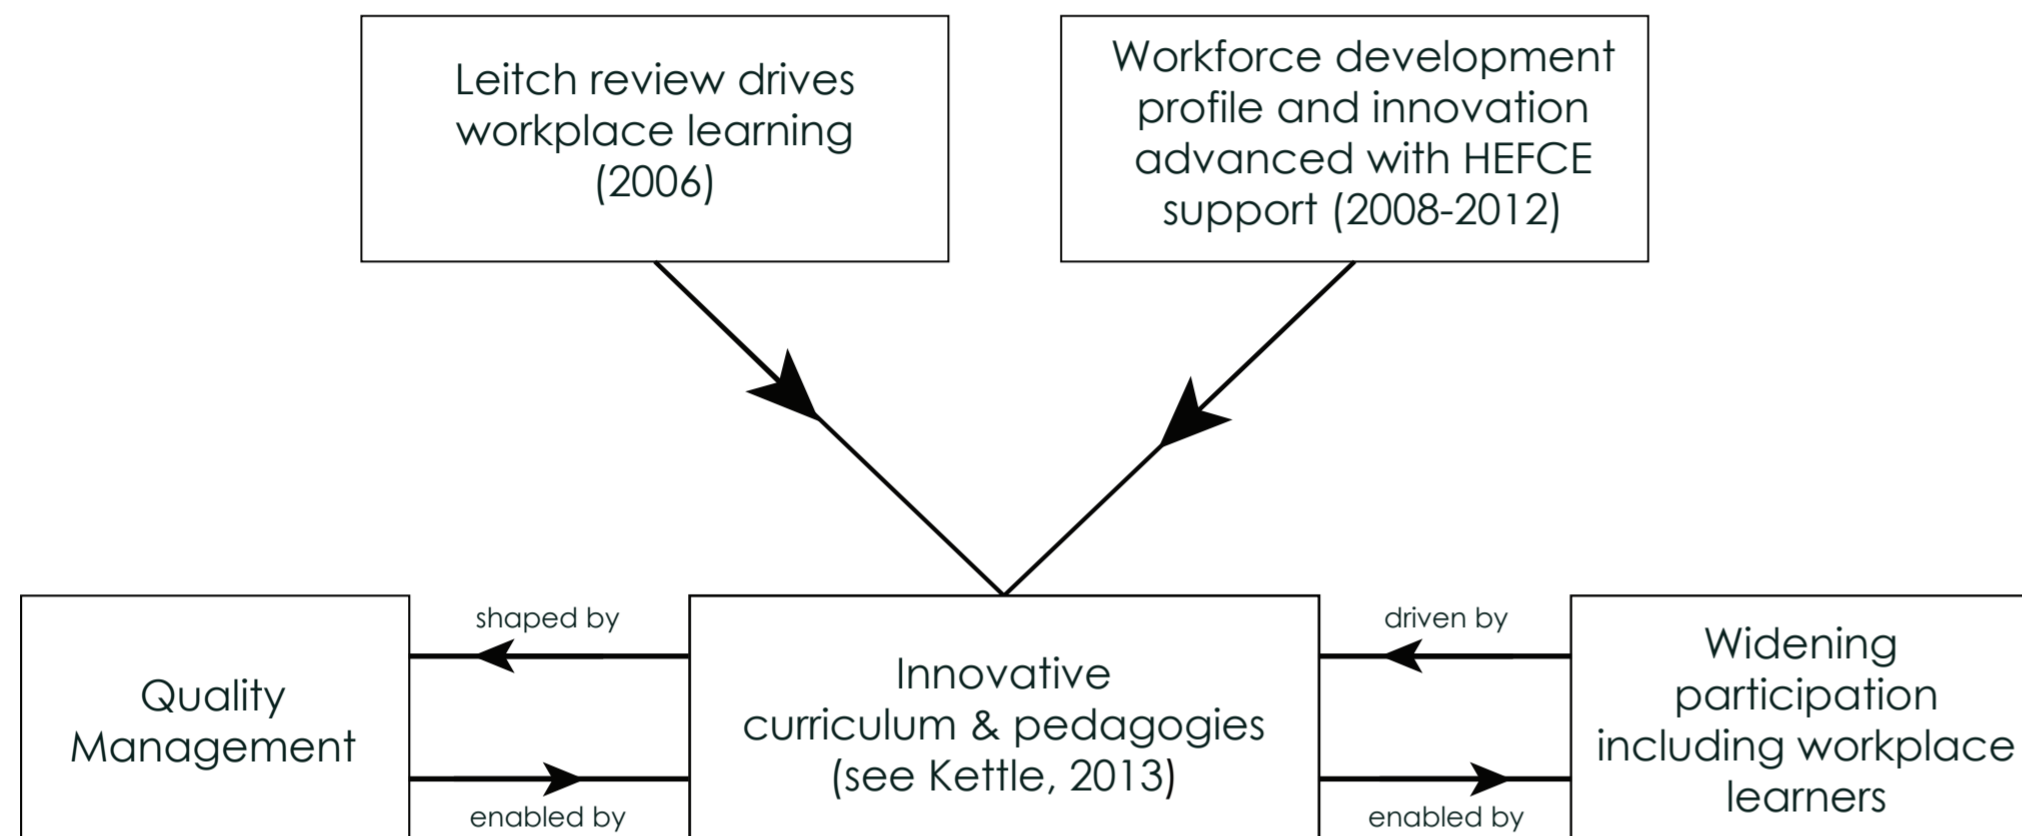 Leitch review drives
workplace learning
(2006)
Workforce development
profile and innovation
advanced with HEFCE
support (2008-2012)
Quality
Management
shaped by
enabled by
Innovative
curriculum & pedagogies
(see Kettle, 2013)
driven by
enabled by
Widening
participation
including workplace
learners